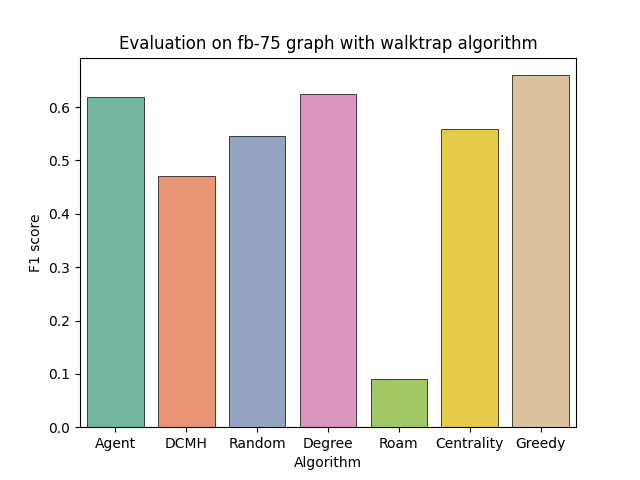 Evaluation on fb-75 graph with walktrap algorithm
F1 score
0.6
0.5
0.4
0.3
0.2
0.1
0.0
Agent DCMH Random Degree Roam Centrality Greedy
Algorithm